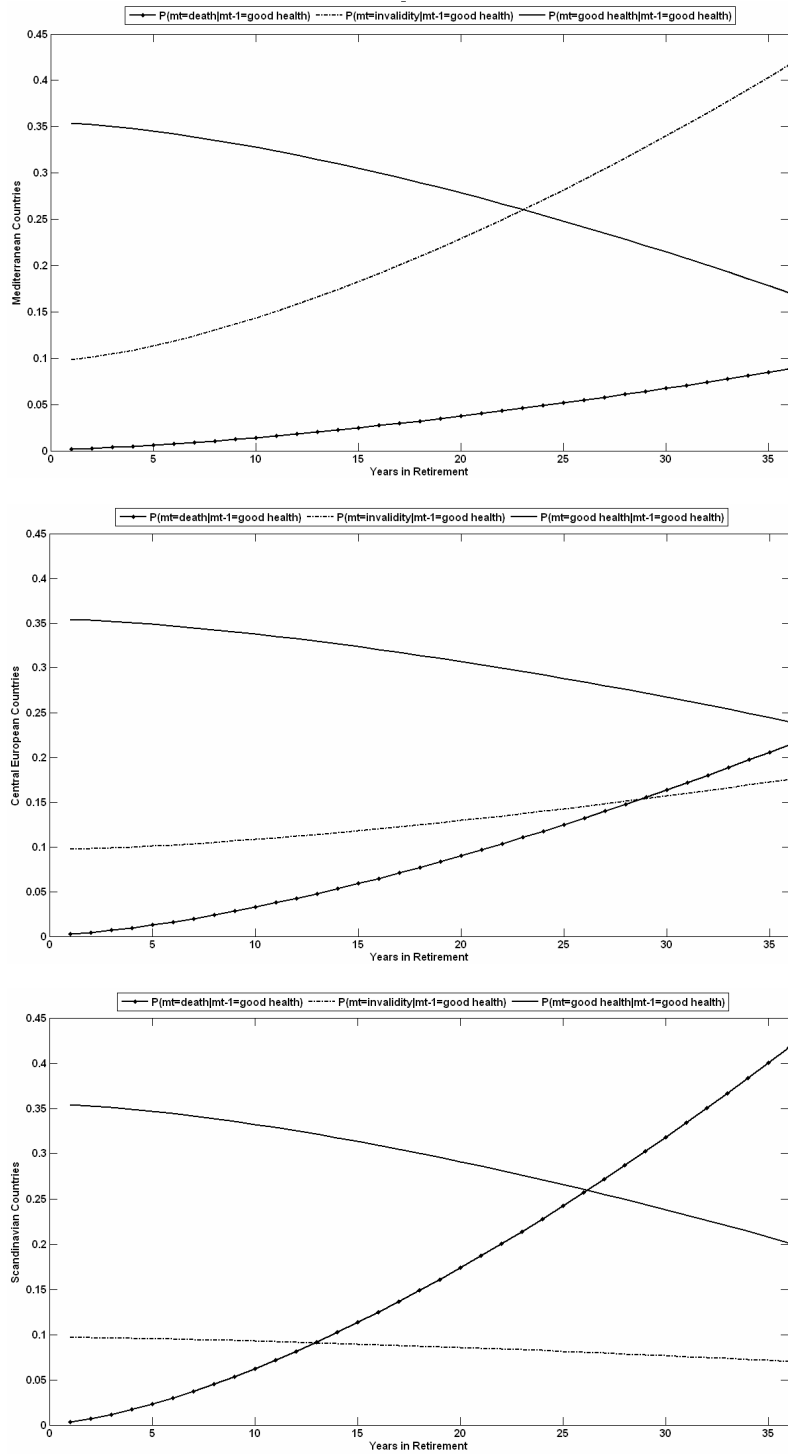 P(mt=death|mt-1=good health) P(mt=invalidity|mt-1=good health) P(mt=good health|mt-1=good health)
0.45
0.4
0.35
0.3
0.25
0.2
0.15
0.1
0.05
0
Mediterranean Countries
5 10 15 20 25 30 35
Years in Retirement
P(mt=death|mt-1=good health) P(mt=invalidity|mt-1=good health) P(mt=good health|mt-1=good health)
0.45
0.4
0.35
0.3
0.25
0.2
0.15
0.1
0.05
0
Central European Countries
5 10 15 20 25 30 35
Years in Retirement
P(mt=death|mt-1=good health) P(mt=invalidity|mt-1=good health) P(mt=good health|mt-1=good health)
0.45
0.4
0.35
0.3
0.25
0.2
0.15
0.1
0.05
0
Scandinavian Countries
5 10 15 20 25 30 35
Years in Retirement